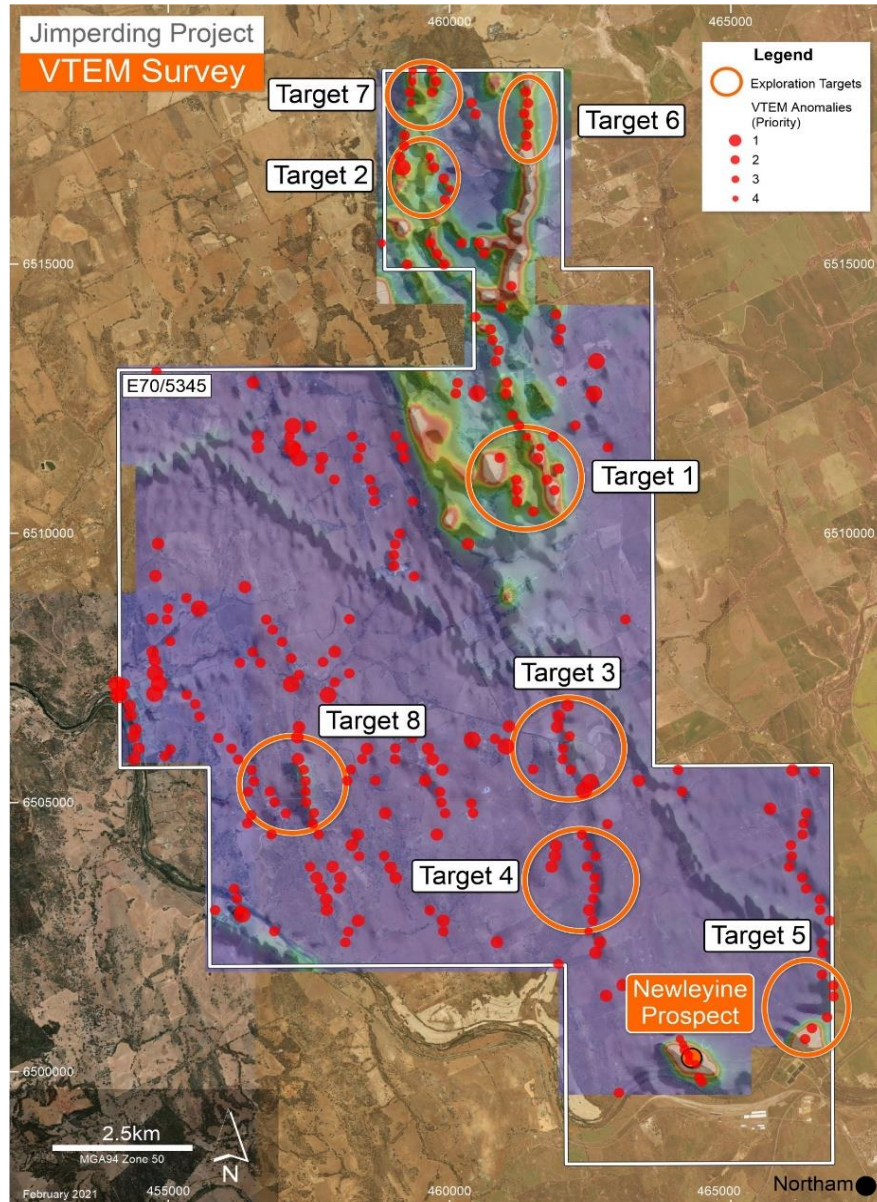 460000
465000
Jimperding Project
VTEM Survey
Legend
Exploration Targets
VTEM Anomalies
(Priority)
1
2
3
4
Target 7
Target 6
Target 2
6515000
6515000
E70/5345
Target 1
6510000
6510000
Target 3
Target 8
6505000
6505000
Target 4
Target 5
Newleyine
Prospect
6500000
6500000
2.5km
MGA94 Zone 50
N
February 2021
455000
460000
465000
Northam